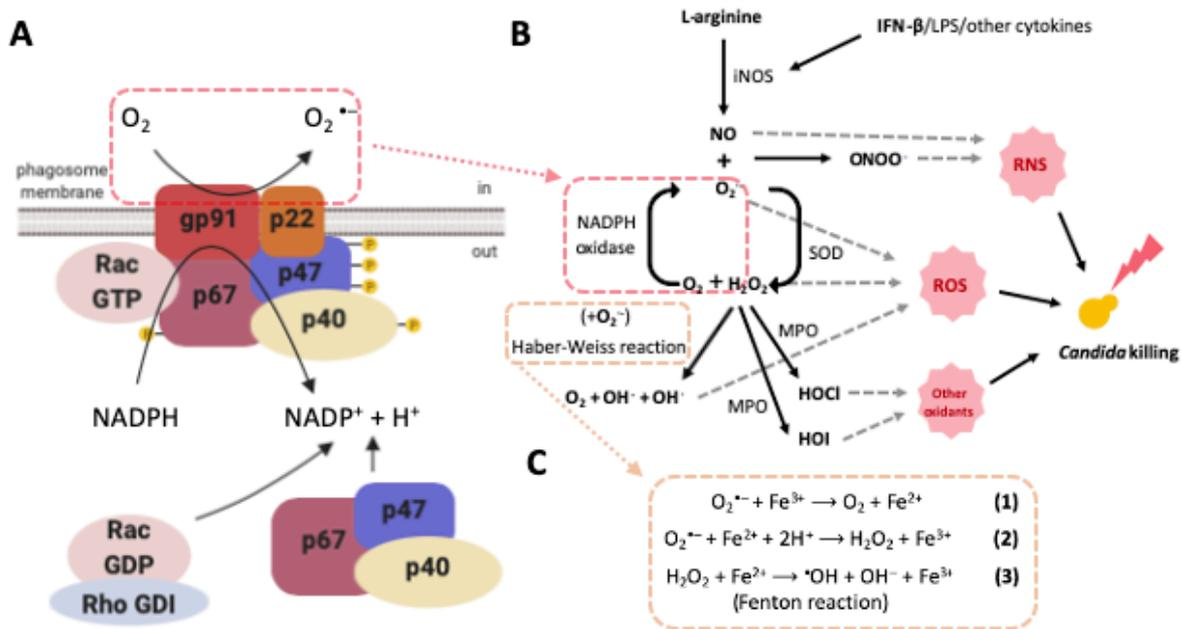 A
O₂
O₂•−
phagosome
membrane
in
out
gp91
p22
Rac
GTP
p67
p47
p40
P
P
P
P
P
NADPH
NADP⁺ + H⁺
Rac
GDP
Rho GDI
p67
p47
p40
B
L-arginine
IFN-β/LPS/other cytokines
iNOS
NO
+
ONOO⁻
RNS
O₂⁻
NADPH
oxidase
SOD
O₂ + H₂O₂
ROS
(+O₂⁻)
Haber-Weiss reaction
MPO
Candida killing
O₂ + OH⁻ + OH·
MPO
HOCl
Other
oxidants
HOI
C
O₂•− + Fe³⁺ → O₂ + Fe²⁺ (1)
O₂•− + Fe²⁺ + 2H⁺ → H₂O₂ + Fe³⁺ (2)
H₂O₂ + Fe²⁺ → •OH + OH− + Fe³⁺ (3)
(Fenton reaction)